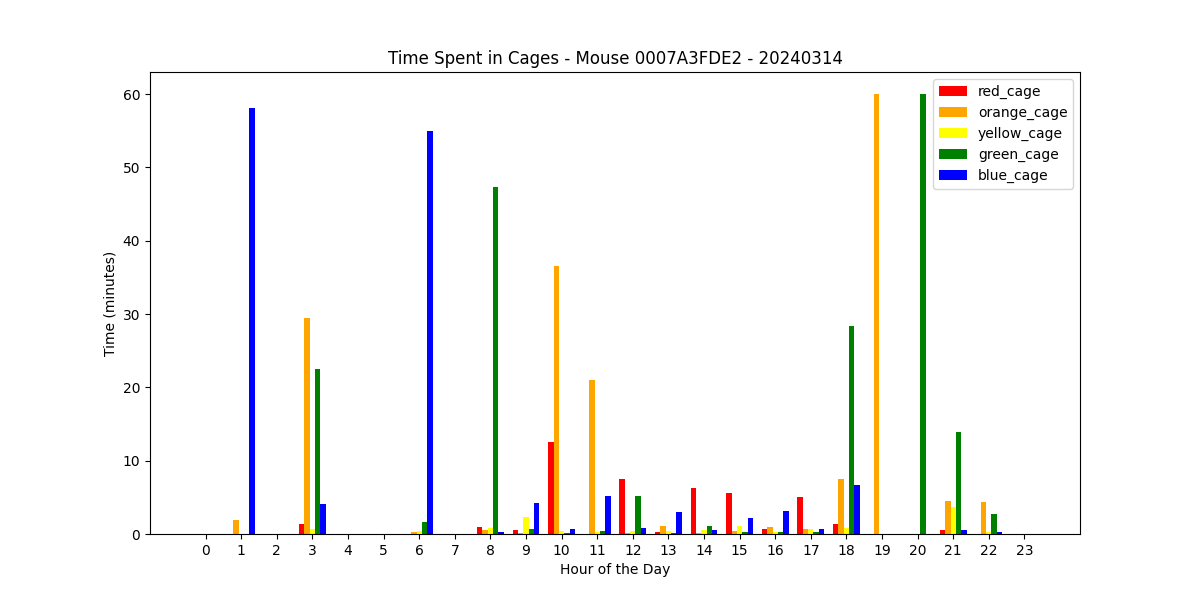 Time Spent in Cages - Mouse 0007A3FDE2 - 20240314
red_cage
orange_cage
yellow_cage
green_cage
blue_cage
Time (minutes)
60
50
40
30
20
10
0
0 1 2 3 4 5 6 7 8 9 10 11 12 13 14 15 16 17 18 19 20 21 22 23
Hour of the Day